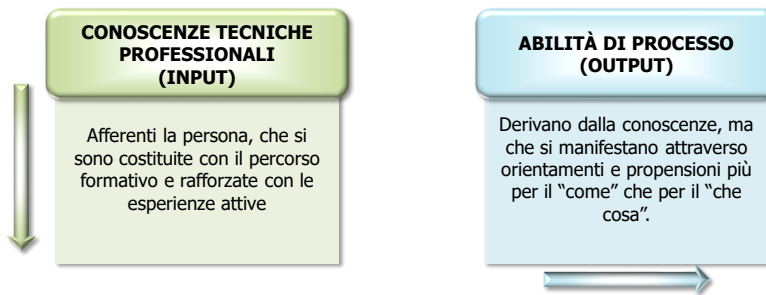 CONOSCENZE TECNICHE
PROFESSIONALI
(INPUT)
Afferenti la persona, che si
sono costituite con il percorso
formativo e rafforzate con le
esperienze attive
ABILITÀ DI PROCESSO
(OUTPUT)
Derivano dalla conoscenze, ma
che si manifestano attraverso
orientamenti e propensioni più
per il “come” che per il “che
cosa”.